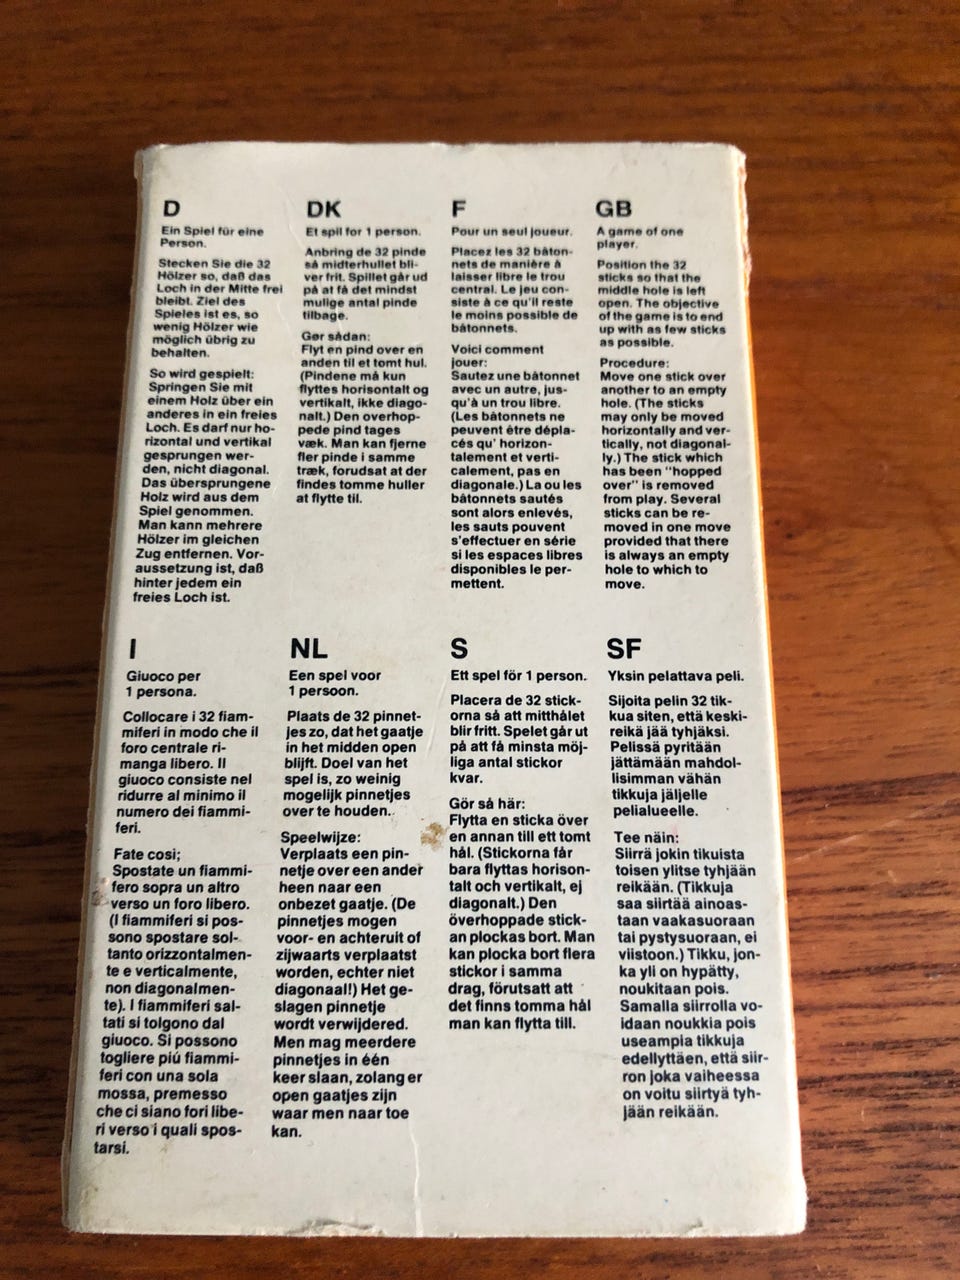 D
Ein Spiel für eine
Person.
Stecken Sie die 32
Hölzer so, daß das
Loch in der Mitte frei
bleibt. Ziel des
Spieles ist es, so
wenig Hölzer wie
möglich übrig zu
behalten.
So wird gespielt:
Springen Sie mit
einem Holz über ein
anderes in ein freies
Loch. Es darf nur ho-
rizontal und vertikal
gesprungen wer-
den, nicht diagonal.
Das übersprungene
Holz wird aus dem
Spiel genommen.
Man kann mehrere
Hölzer im gleichen
Zug entfernen. Vor-
aussetzung ist, daß
hinter jedem ein
freies Loch ist.
DK
Et spil for 1 person.
Anbring de 32 pinde
så midterhullet bli-
ver frit. Spillet går ud
på at få det mindst
mulige antal pinde
tilbage.
Gør sådan:
Flyt en pind over en
anden til et tomt hul.
(Pindene må kun
flyttes horisontalt og
vertikalt, ikke diago-
nalt.) Den overhop-
pede pind tages
væk. Man kan fjerne
fler pinde i samme
træk, forudsat at der
findes tomme huller
at flytte til.
F
Pour un seul joueur.
Placez les 32 bâton-
nets de manière à
laisser libre le trou
central. Le jeu con-
siste à ce qu'il reste
le moins possible de
bâtonnets.
Voici comment
jouer:
Sautez une bâtonnet
avec un autre, jus-
qu'à un trou libre.
(Les bâtonnets ne
peuvent être dépla-
cés qu' horizon-
talement et verti-
calement, pas en
diagonale.) La ou les
bâtonnets sautés
sont alors enlevés,
les sauts pouvent
s'effectuer en série
si les espaces libres
disponibles le per-
mettent.
GB
A game of one
player.
Position the 32
sticks so that the
middle hole is left
open. The objective
of the game is to end
up with as few sticks
as possible.
Procedure:
Move one stick over
another to an empty
hole. (The sticks
may only be moved
horizontally and ver-
tically, not diagonal-
ly.) The stick which
has been "hopped
over" is removed
from play. Several
sticks can be re-
moved in one move
provided that there
is always an empty
hole to which to
move.
I
Giuoco per
1 persona.
Collocare i 32 fiam-
miferi in modo che il
foro centrale ri-
manga libero. Il
giuoco consiste nel
ridurre al minimo il
numero dei fiammi-
feri.
Fate cosi;
Spostate un fiammi-
fero sopra un altro
verso un foro libero.
(I fiammiferi si pos-
sono spostare sol-
tanto orizzontalmen-
te e verticalmente,
non diagonalmen-
te). I fiammiferi sal-
tati si tolgono dal
giuoco. Si possono
togliere piú fiammi-
feri con una sola
mossa, premesso
che ci siano fori libe-
ri verso i quali spos-
tarsi.
NL
Een spel voor
1 persoon.
Plaats de 32 pinnet-
jes zo, dat het gaatje
in het midden open
blijft. Doel van het
spel is, zo weinig
mogelijk pinnetjes
over te houden.
Speelwijze:
Verplaats een pin-
netje over een ander
heen naar een
onbezet gaatje. (De
pinnetjes mogen
voor- en achteruit of
zijwaarts verplaatst
worden, echter niet
diagonaal!) Het ge-
slagen pinnetje
wordt verwijdered.
Men mag meerdere
pinnetjes in één
keer slaan, zolang er
open gaatjes zijn
waar men naar toe
kan.
S
Ett spel för 1 person.
Placera de 32 stick-
orna så att mitthålet
blir fritt. Spelet går ut
på att få minsta möj-
liga antal stickor
kvar.
Gör så här:
Flytta en sticka över
en annan till ett tomt
hål. (Stickorna får
bara flyttas horison-
talt och vertikalt, ej
diagonalt.) Den
överhoppade stick-
an plockas bort. Man
kan plocka bort flera
stickor i samma
drag, förutsatt att
det finns tomma hål
man kan flytta till.
SF
Yksin pelattava peli.
Sijoita pelin 32 tik-
kua siten, että keski-
reikä jää tyhjäksi.
Pelissä pyritään
jättämään mahdol-
lisimman vähän
tikkuja jäljelle
pelialueelle.
Tee näin:
Siirrä jokin tikuista
toisen ylitse tyhjään
reikään. (Tikkuja
saa siirtää ainoas-
taan vaakasuoraan
tai pystysuoraan, ei
viistoon.) Tikku, jon-
ka yli on hypätty,
noukitaan pois.
Samalla siirrolla vo-
idaan noukkia pois
useampia tikkuja
edellyttäen, että siir-
ron joka vaiheessa
on voitu siirtyä tyh-
jään reikään.